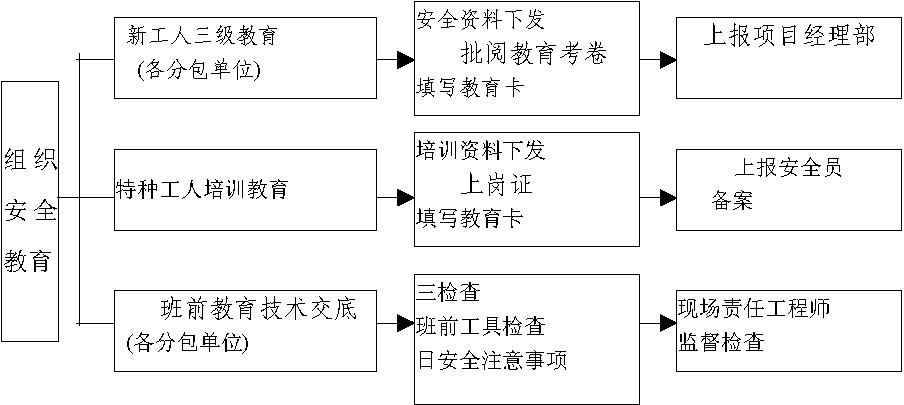 组织
安全
教育
新工人三级教育
(各分包单位)
安全资料下发
批阅教育考卷
填写教育卡
上报项目经理部
特种工人培训教育
培训资料下发
上岗证
填写教育卡
上报安全员
备案
班前教育技术交底
(各分包单位)
三检查
班前工具检查
日安全注意事项
现场责任工程师
监督检查